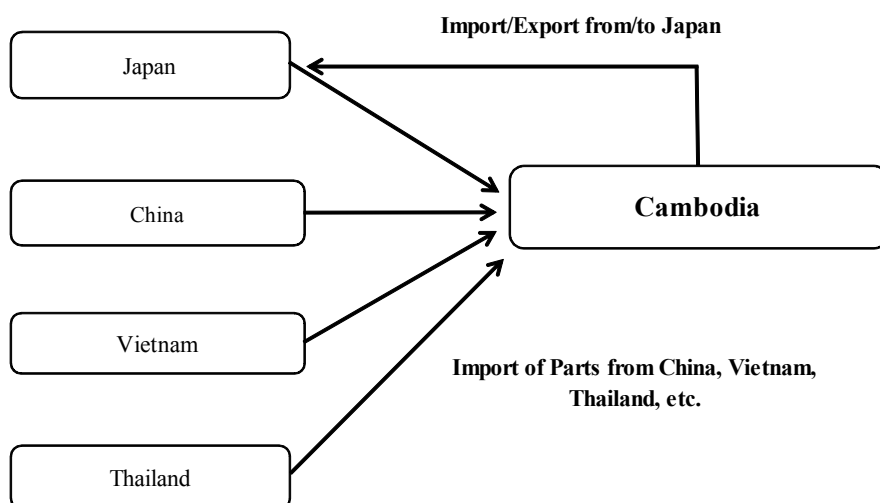 Import/Export from/to Japan
Japan
China
Cambodia
Vietnam
Import of Parts from China, Vietnam,
Thailand, etc.
Thailand